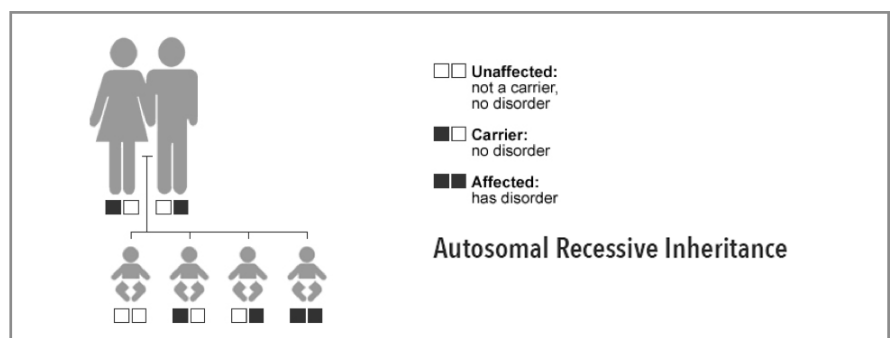 Unaffected:
not a carrier,
no disorder
Carrier:
no disorder
Affected:
has disorder
Autosomal Recessive Inheritance